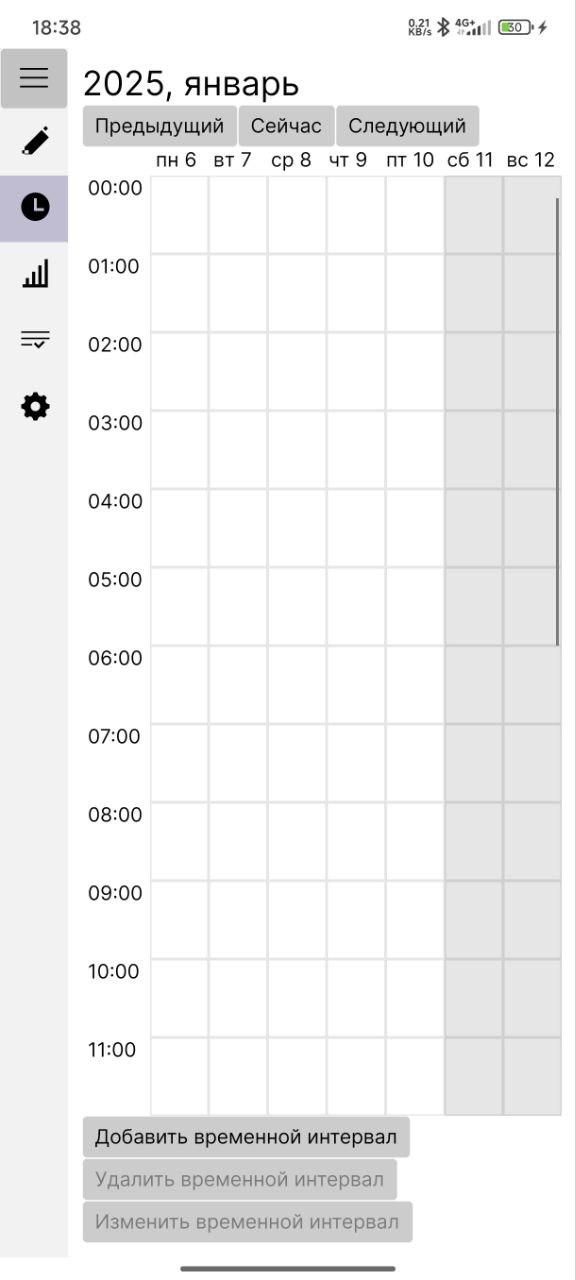 18:38
0.21 KB/s 4G+ 30
2025, январь
Предыдущий Сейчас Следующий
пн 6 вт 7 ср 8 чт 9 пт 10 сб 11 вс 12
00:00
01:00
02:00
03:00
04:00
05:00
06:00
07:00
08:00
09:00
10:00
11:00
Добавить временной интервал
Удалить временной интервал
Изменить временной интервал